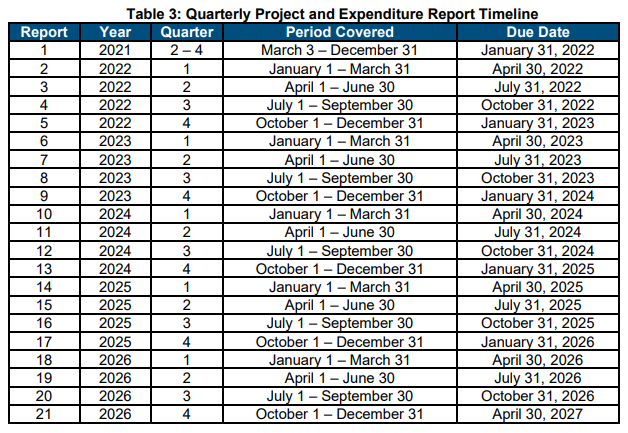 Table 3: Quarterly Project and Expenditure Report Timeline
Report Year Quarter Period Covered Due Date
1 2021 2 – 4 March 3 – December 31 January 31, 2022
2 2022 1 January 1 – March 31 April 30, 2022
3 2022 2 April 1 – June 30 July 31, 2022
4 2022 3 July 1 – September 30 October 31, 2022
5 2022 4 October 1 – December 31 January 31, 2023
6 2023 1 January 1 – March 31 April 30, 2023
7 2023 2 April 1 – June 30 July 31, 2023
8 2023 3 July 1 – September 30 October 31, 2023
9 2023 4 October 1 – December 31 January 31, 2024
10 2024 1 January 1 – March 31 April 30, 2024
11 2024 2 April 1 – June 30 July 31, 2024
12 2024 3 July 1 – September 30 October 31, 2024
13 2024 4 October 1 – December 31 January 31, 2025
14 2025 1 January 1 – March 31 April 30, 2025
15 2025 2 April 1 – June 30 July 31, 2025
16 2025 3 July 1 – September 30 October 31, 2025
17 2025 4 October 1 – December 31 January 31, 2026
18 2026 1 January 1 – March 31 April 30, 2026
19 2026 2 April 1 – June 30 July 31, 2026
20 2026 3 July 1 – September 30 October 31, 2026
21 2026 4 October 1 – December 31 April 30, 2027